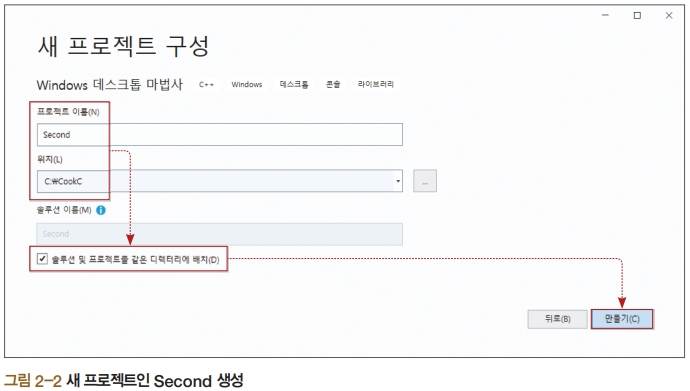 새 프로젝트 구성
Windows 데스크톱 마법사 C++ Windows 데스크톱 콘솔 라이브러리
프로젝트 이름(N)
Second
위치(L)
C:₩CookC
...
솔루션 이름(M)
Second
솔루션 및 프로젝트를 같은 디렉터리에 배치(D)
뒤로(B) 만들기(C)
그림 2-2 새 프로젝트인 Second 생성